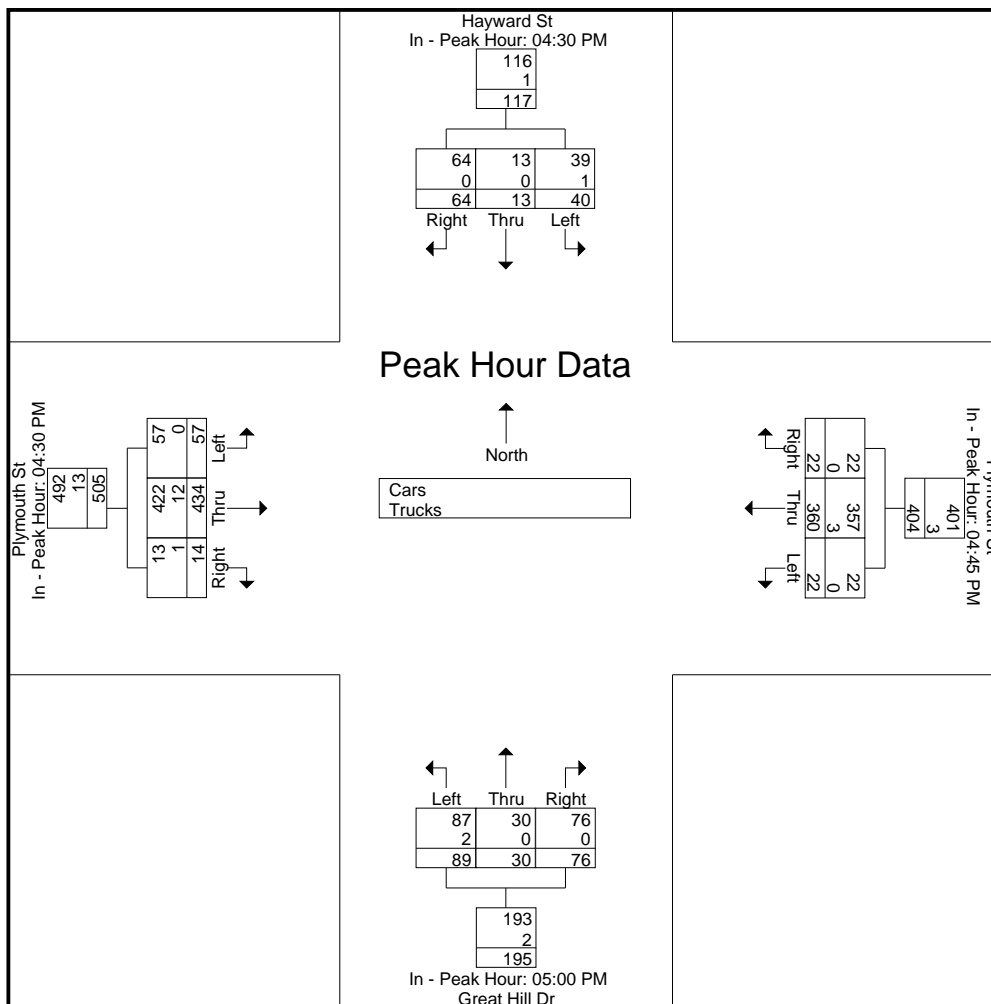 Hayward St
In - Peak Hour: 04:30 PM
116
1
117
64 13 39
0 0 1
64 13 40
Right Thru Left
Peak Hour Data
North
Cars
Trucks
Plymouth St
In - Peak Hour: 04:30 PM
492
13
505
57 0 57
422 12 434
13 1 14
Left
Thru
Right
Right
Thru
Left
22 0 22
360 3 357
22 0 22
401
3
404
In - Peak Hour: 04:45 PM
Plymouth St
Left Thru Right
87 30 76
2 0 0
89 30 76
193
2
195
In - Peak Hour: 05:00 PM
Great Hill Dr